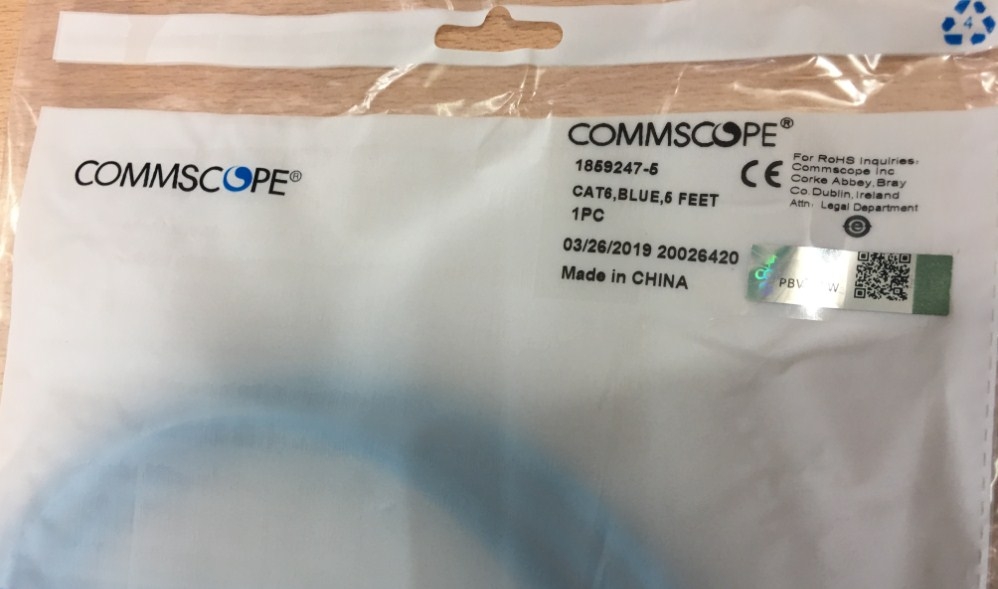 4
COMMSCOPE®
COMMSCOPE®
1859247-5
CAT6,BLUE,5 FEET
1PC
03/26/2019 20026420
Made in CHINA
CE
For RoHS Inquiries:
Commscope Inc
Corke Abbey,Bray
Co.Dublin,Ireland
Attn: Legal Department
e